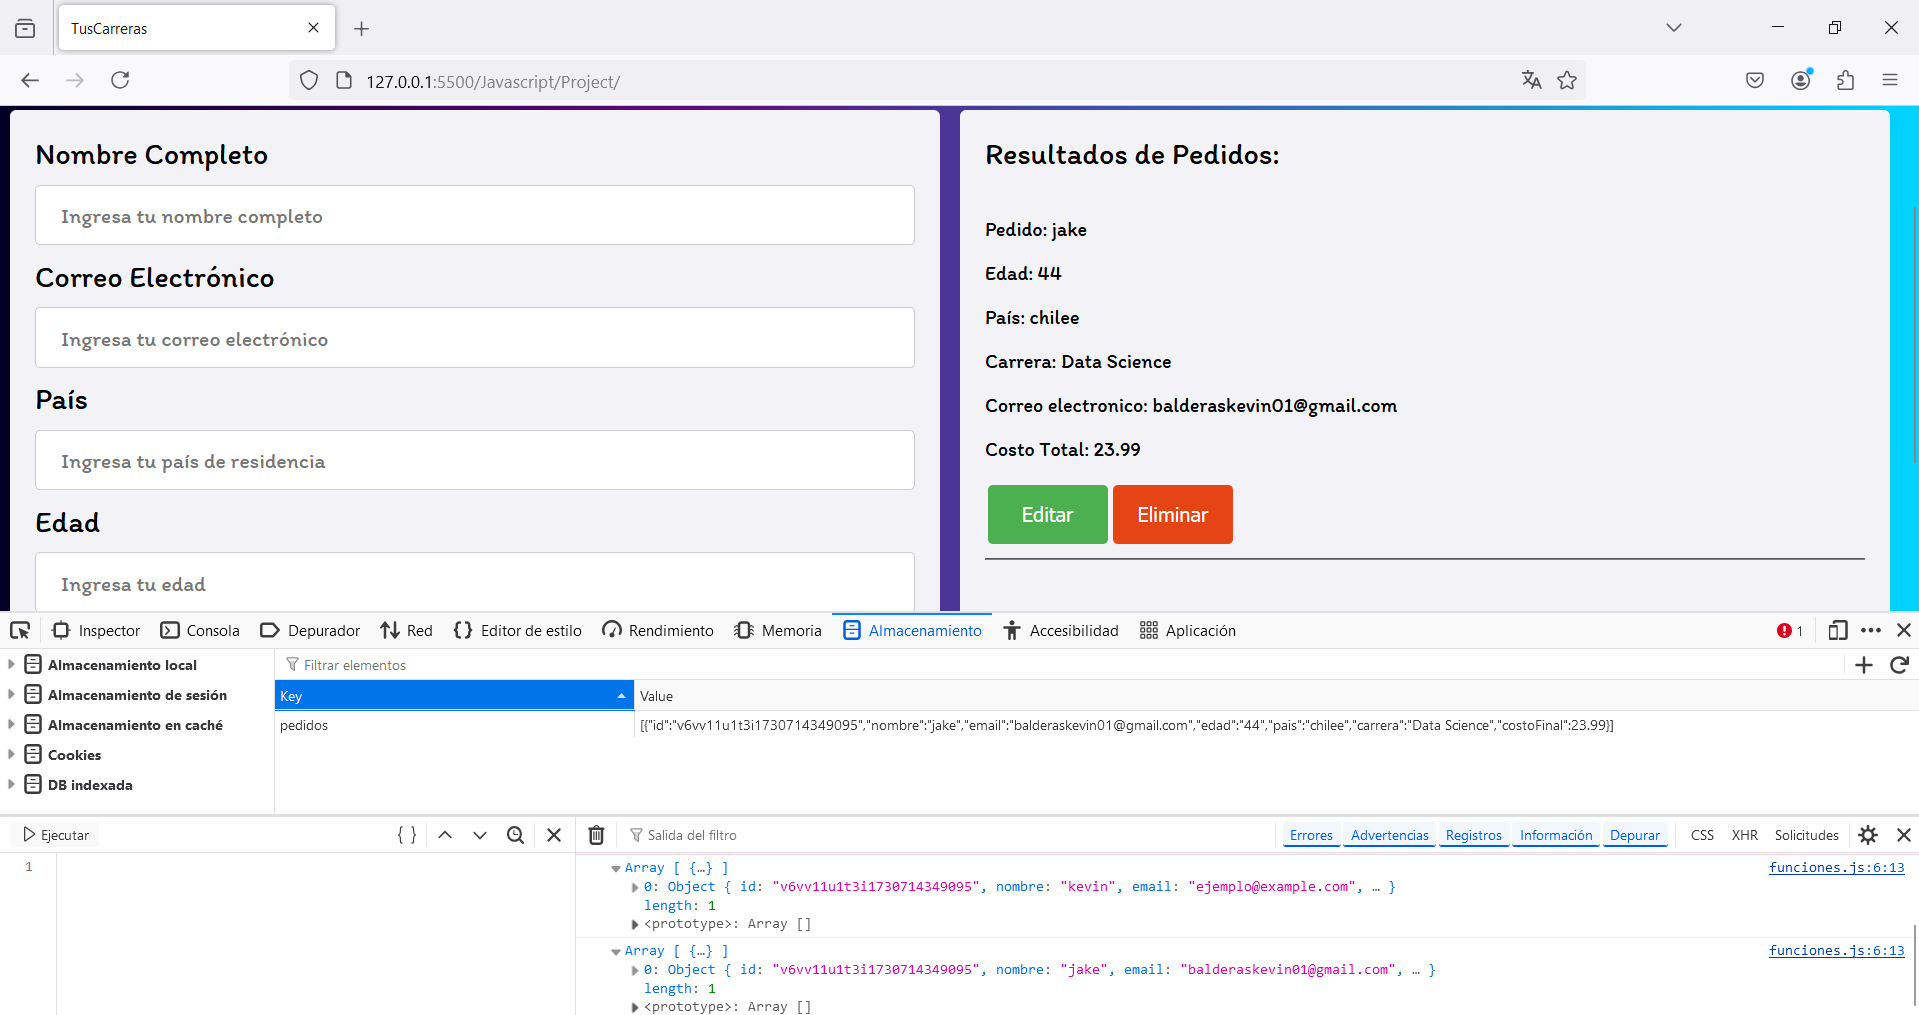 TusCarreras
127.0.0.1:5500/Javascript/Project/
Nombre Completo
Ingresa tu nombre completo
Correo Electrónico
Ingresa tu correo electrónico
País
Ingresa tu país de residencia
Edad
Ingresa tu edad
Resultados de Pedidos:
Pedido: jake
Edad: 44
País: chilee
Carrera: Data Science
Correo electronico: balderaskevin01@gmail.com
Costo Total: 23.99
Editar Eliminar
Inspector Consola Depurador Red Editor de estilo Rendimiento Memoria Almacenamiento Accesibilidad Aplicación 1
Almacenamiento local
Almacenamiento de sesión
Almacenamiento en caché
Cookies
DB indexada
Filtrar elementos
Key Value
pedidos [{"id":"v6vv11u1t3i1730714349095","nombre":"jake","email":"balderaskevin01@gmail.com","edad":"44","pais":"chilee","carrera":"Data Science","costoFinal":23.99}]
Ejecutar { }
1
Salida del filtro Errores Advertencias Registros Información Depurar CSS XHR Solicitudes
Array [ {…} ] funciones.js:6:13
0: Object { id: "v6vv11u1t3i1730714349095", nombre: "kevin", email: "ejemplo@example.com", … }
length: 1
<prototype>: Array []
Array [ {…} ] funciones.js:6:13
0: Object { id: "v6vv11u1t3i1730714349095", nombre: "jake", email: "balderaskevin01@gmail.com", … }
length: 1
<prototype>: Array []